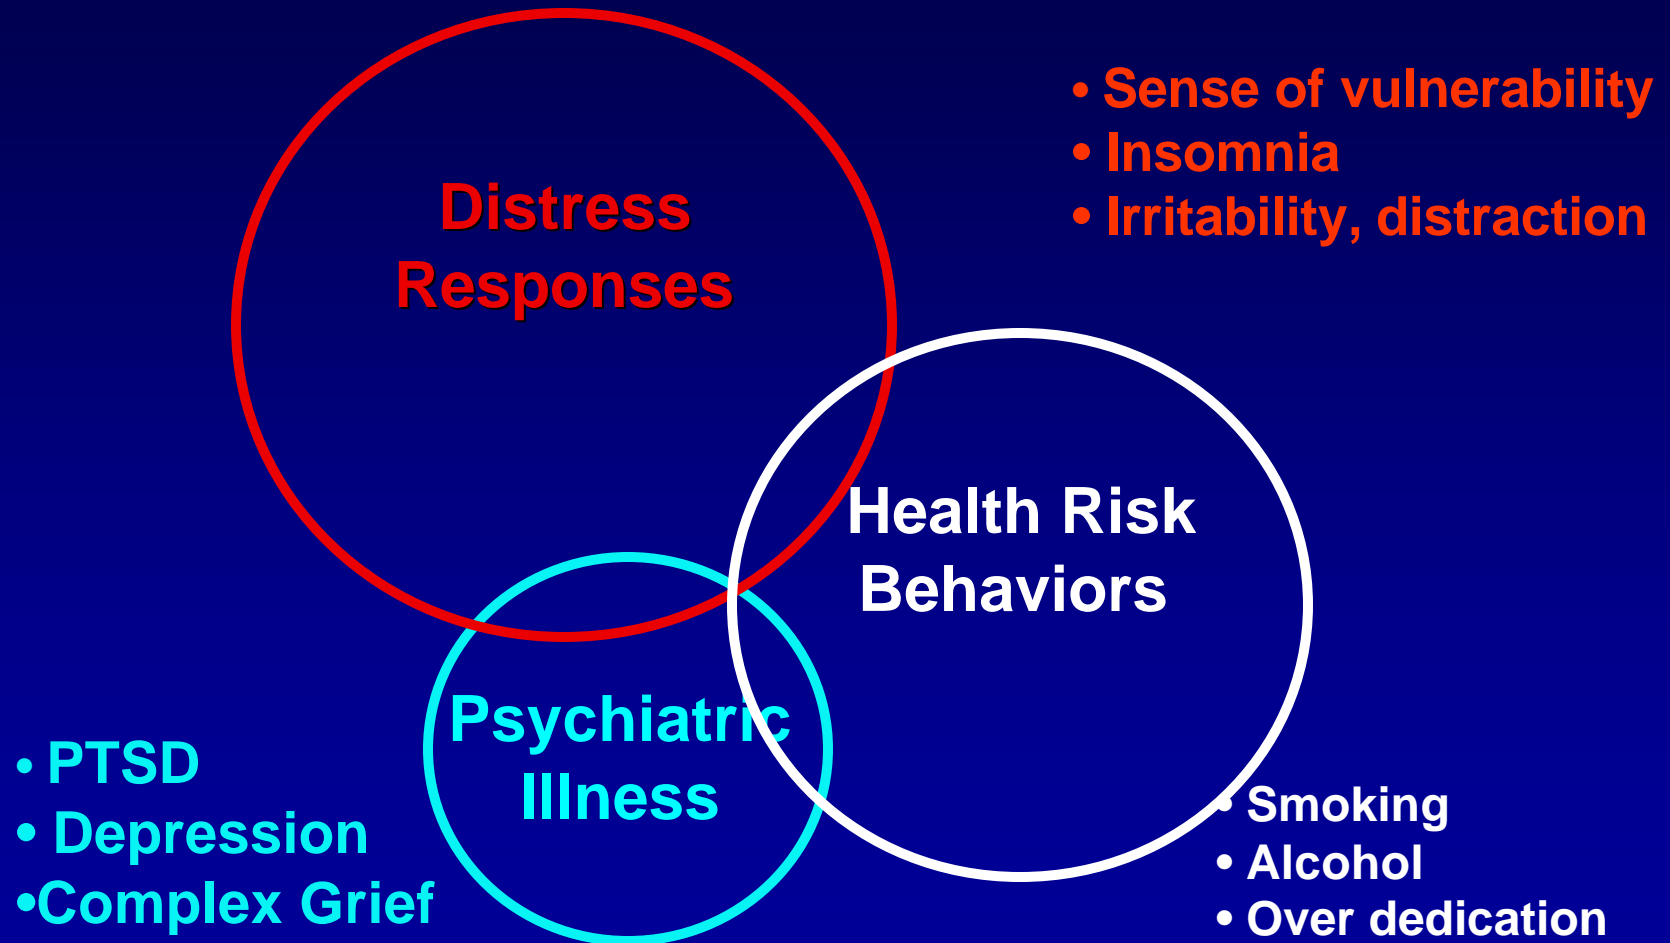 • Sense of vulnerability
• Insomnia
• Irritability, distraction
Distress
Responses
Health Risk
Behaviors
Psychiatric
Illness
• PTSD
• Depression
•Complex Grief
• Smoking
• Alcohol
• Over dedication